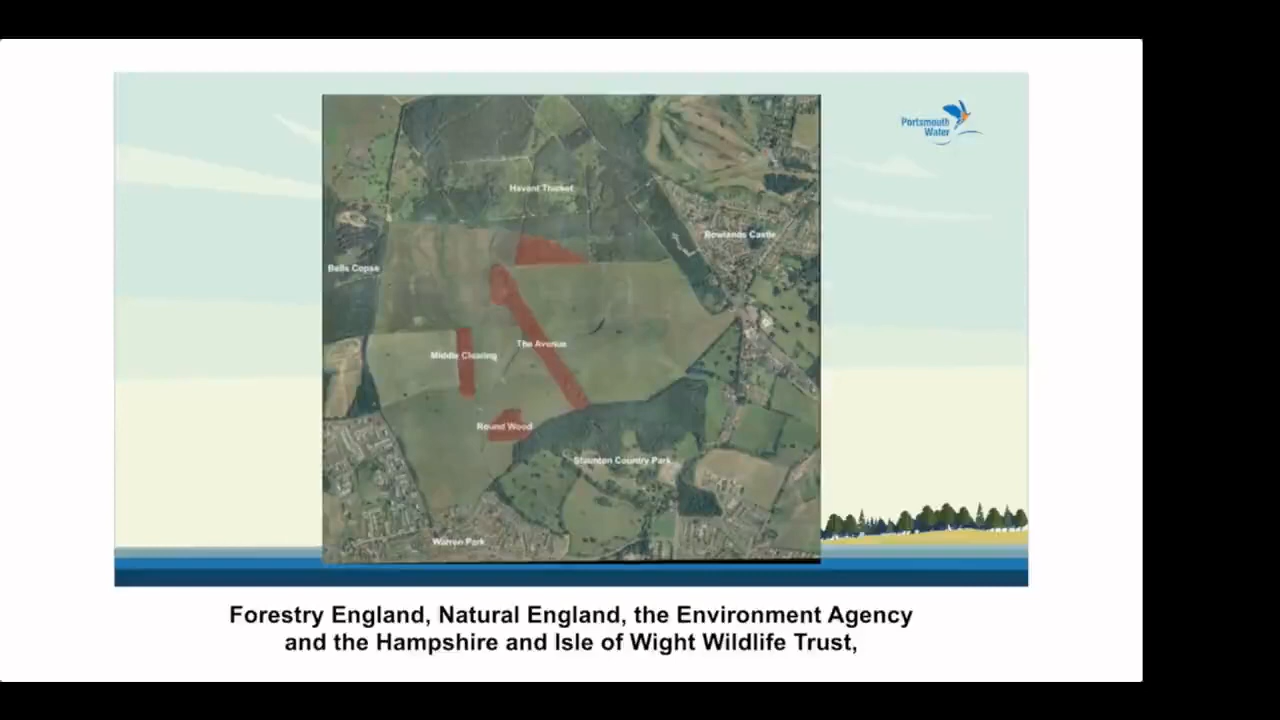 Portsmouth
Water
Havant Thicket
Rowlands Castle
Bells Copse
The Avenue
Middle Clearing
Round Wood
Staunton Country Park
Warren Park
Forestry England, Natural England, the Environment Agency
and the Hampshire and Isle of Wight Wildlife Trust,